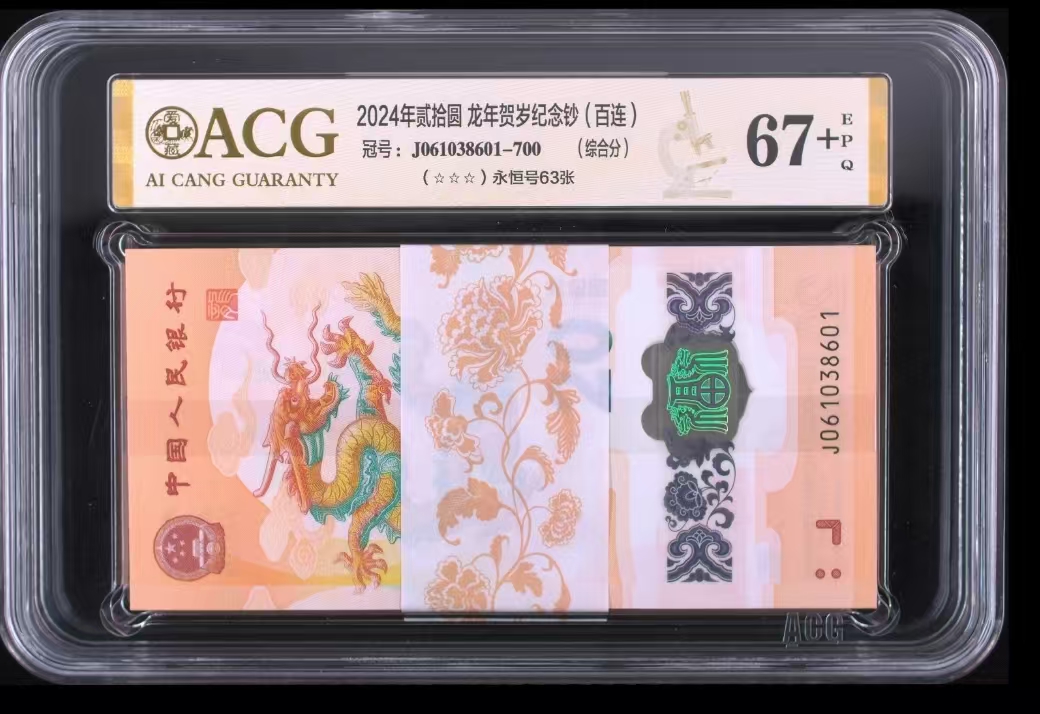 ACG
AI CANG GUARANTY
2024年贰拾圆 龙年贺岁纪念钞（百连）
冠号：J061038601-700 （综合分）
（☆☆☆）永恒号63张
67+
EPQ
中国人民银行
J061038601
ACG